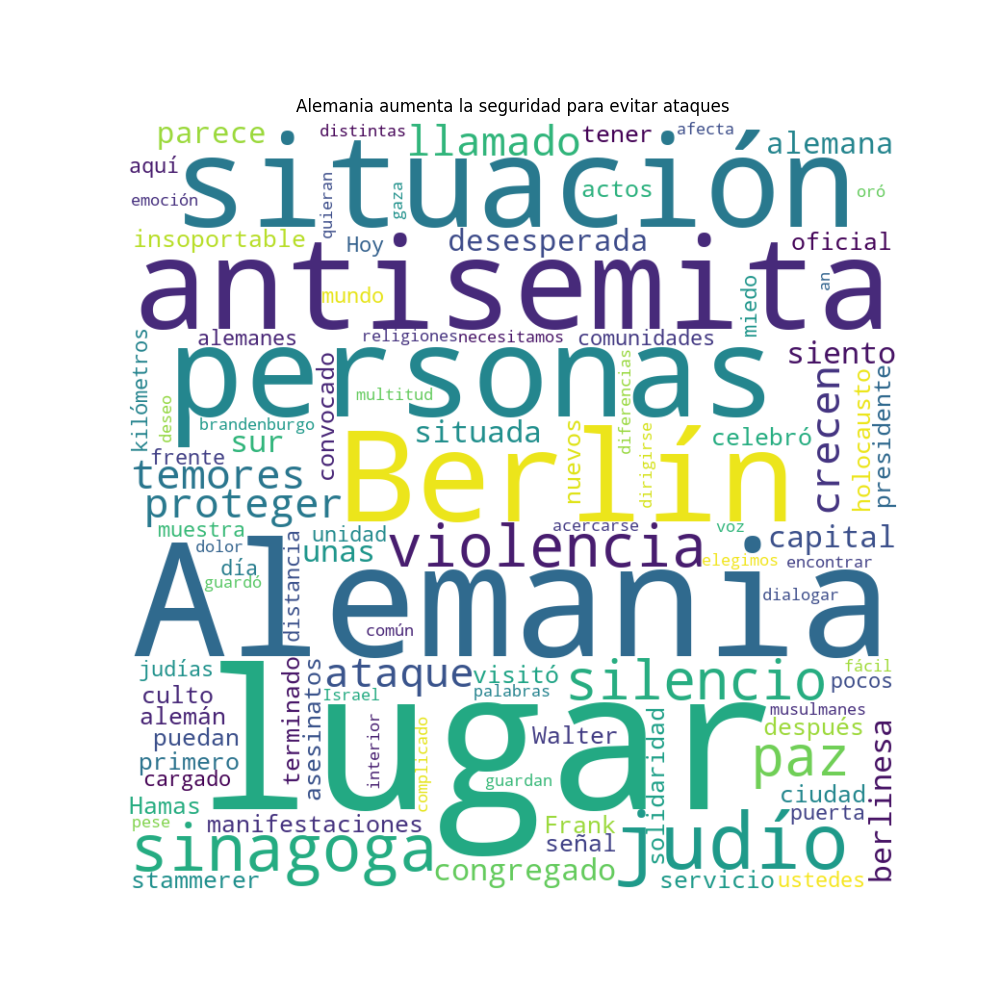 Alemania aumenta la seguridad para evitar ataques
parece
distintas
llamado
tener
afecta
alemana
aquí
situación
emoción
quieran
gaza
actos
oró
insoportable
Hoy
desesperada
oficial
antisemita
mundo
miedo
an
kilómetros
alemanes
religiones
necesitamos
comunidades
siento
personas
convocado
deseo
multitud
diferencias
crecen
holocausto
presidente
brandenburgo
sur
situada
nuevos
dirigirse
celebró
frente
temores
Berlín
proteger
muestra
unidad
acercarse
voz
capital
dolor
distancia
unas
violencia
elegimos
encontrar
día
guardó
Alemania
dialogar
común
judías
terminado
asesinatos
ataque
visitó
silencio
fácil
pocos
culto
Israel
palabras
musulmanes
alemán
lugar
después
puedan
interior
complicado
Walter
solidaridad
paz
berlinesa
primero
cargado
guardan
ciudad
Hamas
puerta
pese
manifestaciones
Frank
judío
sinagoga
señal
congregado
stammerer
servicio
ustedes